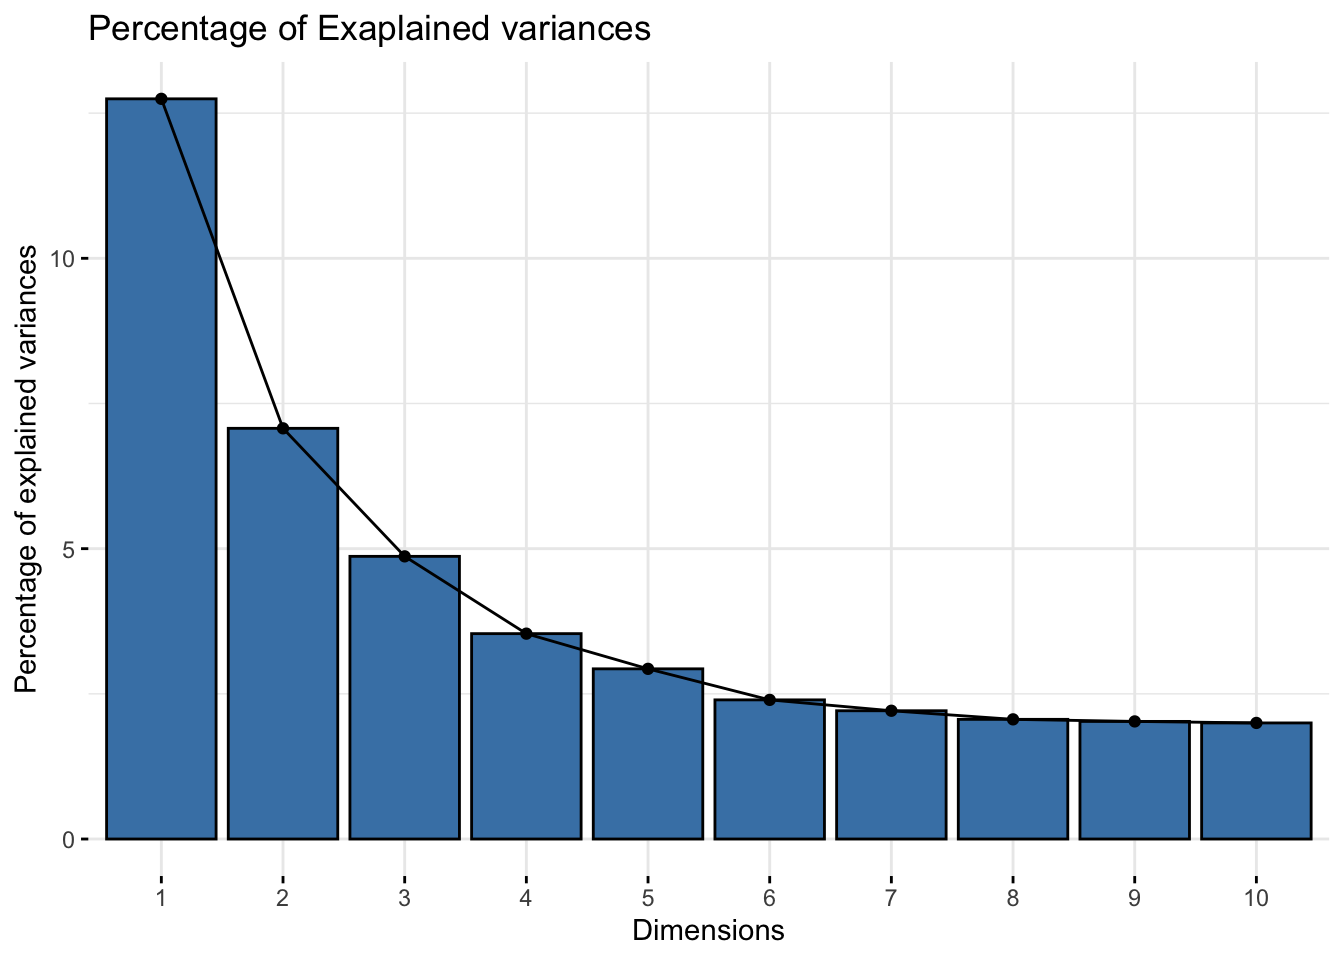 Percentage of Exaplained variances
Percentage of explained variances
10
5
0
1 2 3 4 5 6 7 8 9 10
Dimensions